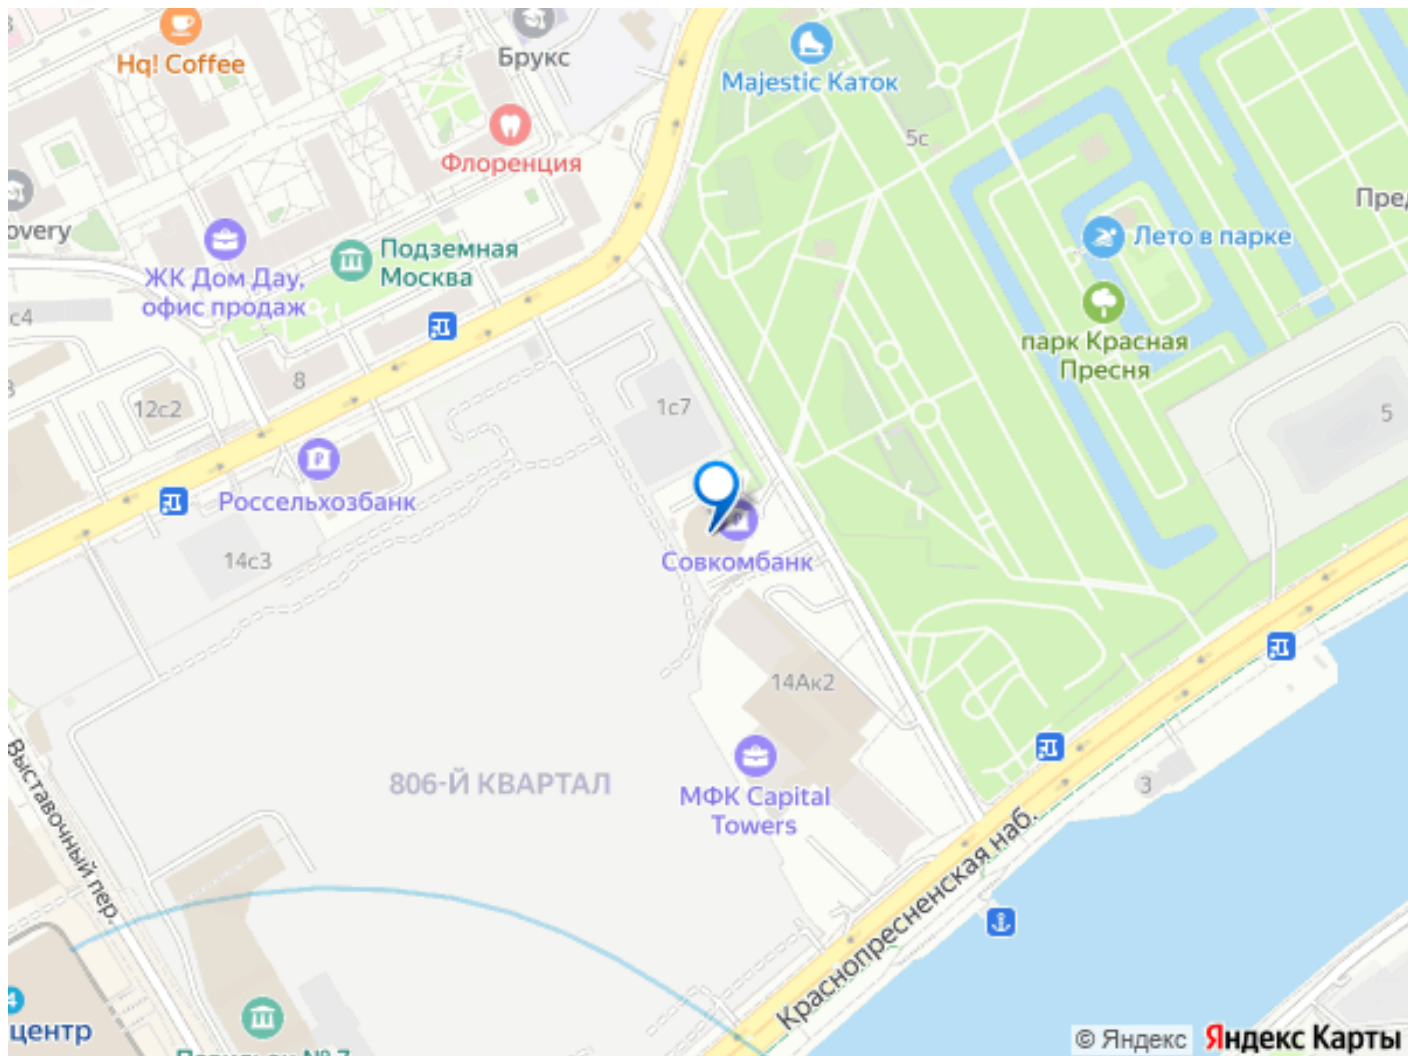 Hq! Coffee
Брукс
Majestic Каток
Флоренция
5с
overy
Подземная
Москва
Лето в парке
ЖК Дом Дау,
офис продаж
с4
парк Красная
Пресня
8
12с2
1с7
5
Россельхозбанк
14с3
Совкомбанк
14Ак2
806-Й КВАРТАЛ
МФК Capital
Towers
3
Выставочный пер.
Краснопресненская наб.
4
центр
© Яндекс
Яндекс Карты